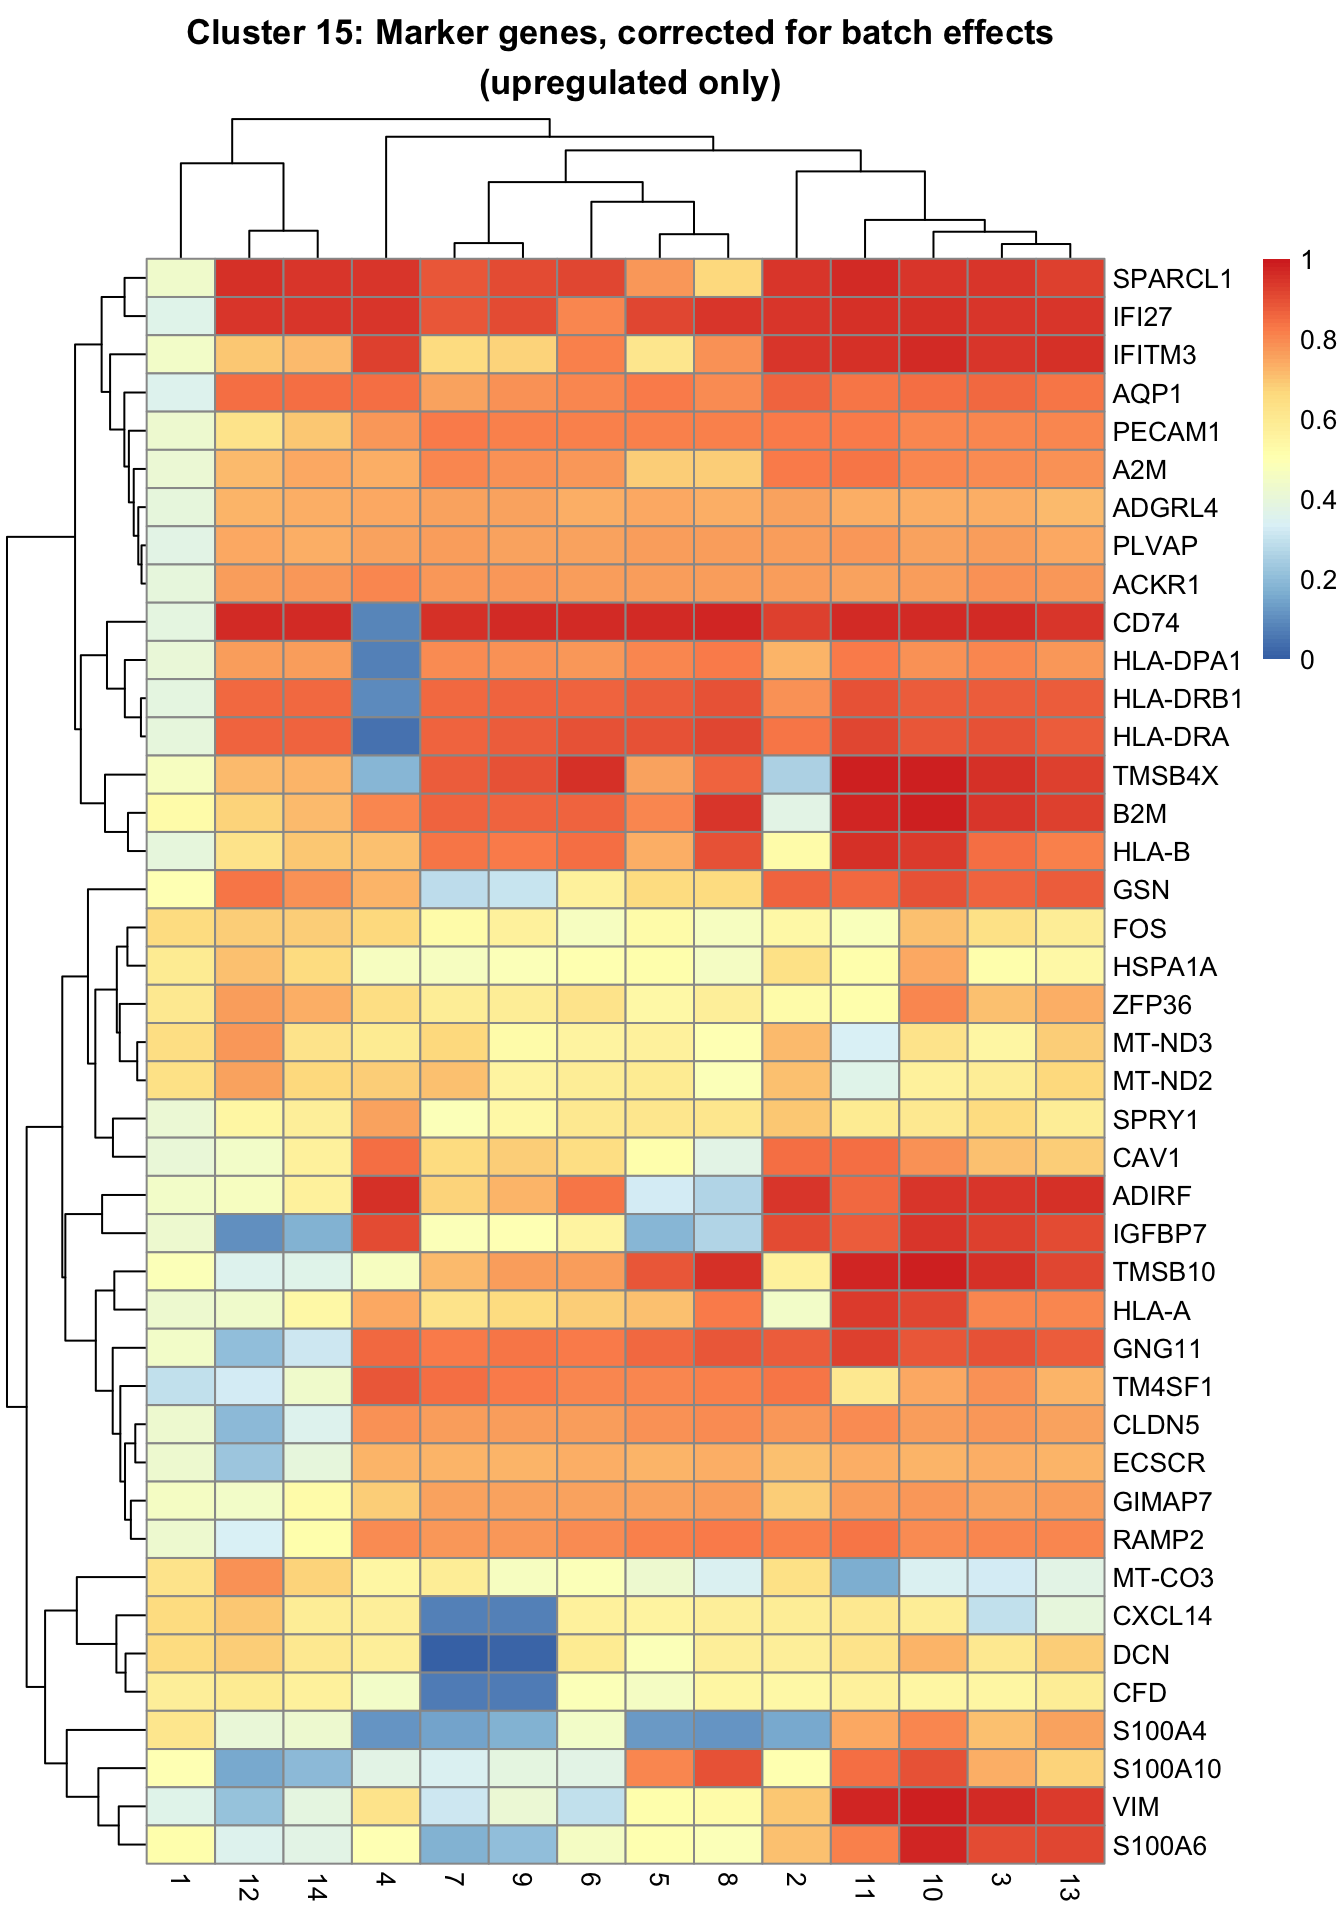 Cluster 15: Marker genes, corrected for batch effects
(upregulated only)
1
0.8
0.6
0.4
0.2
0
SPARCL1
IFI27
IFITM3
AQP1
PECAM1
A2M
ADGRL4
PLVAP
ACKR1
CD74
HLA-DPA1
HLA-DRB1
HLA-DRA
TMSB4X
B2M
HLA-B
GSN
FOS
HSPA1A
ZFP36
MT-ND3
MT-ND2
SPRY1
CAV1
ADIRF
IGFBP7
TMSB10
HLA-A
GNG11
TM4SF1
CLDN5
ECSCR
GIMAP7
RAMP2
MT-CO3
CXCL14
DCN
CFD
S100A4
S100A10
VIM
S100A6
1 12 14 4 7 9 6 5 8 2 11 10 3 13